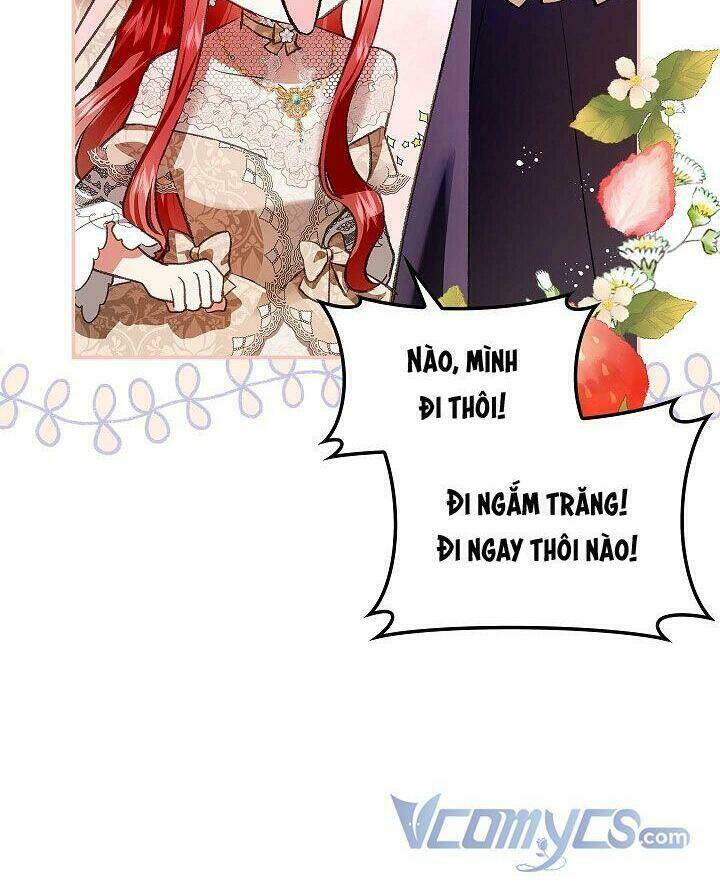 NÀO, MÌNH
ĐI THÔI!
ĐI NGẮM TRĂNG!
ĐI NGAY THÔI NÀO!
VCOMYCS.com